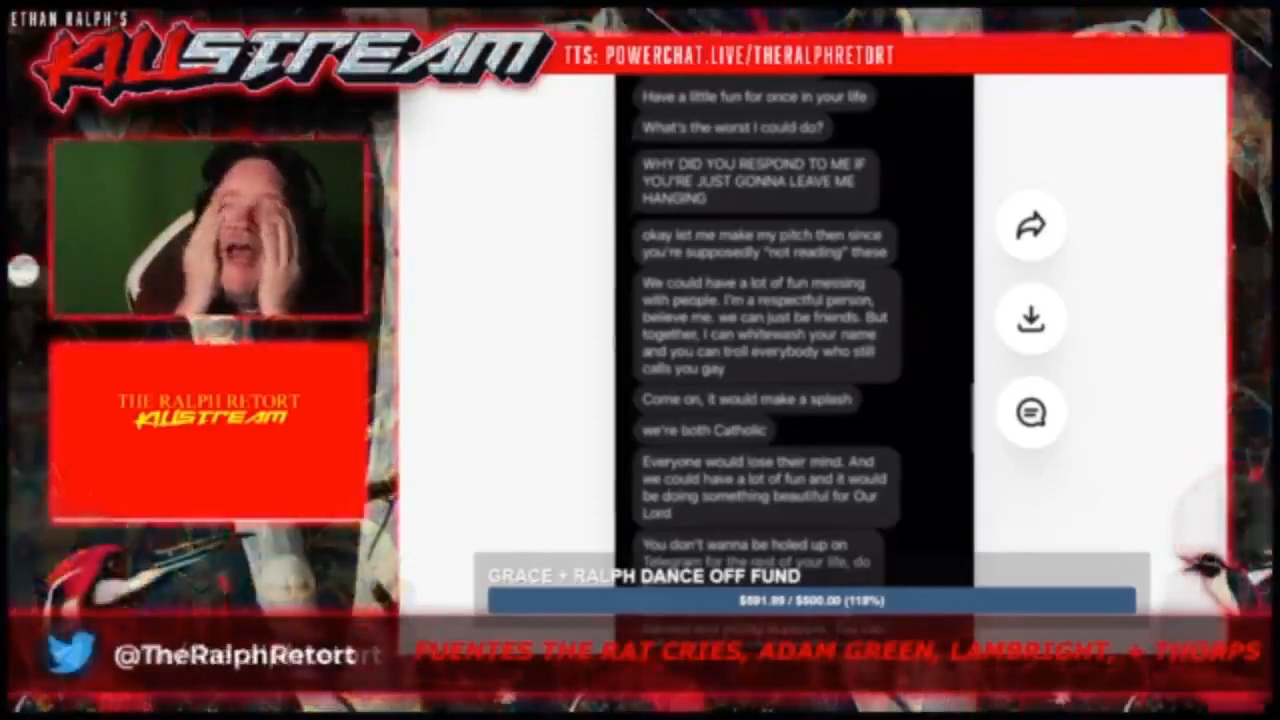 ETHAN RALPH'S
KILLSTREAM
TTS: POWERCHAT.LIVE/THERALPHRETORT
Have a little fun for once in your life
What's the worst I could do?
WHY DID YOU RESPOND TO ME IF
YOU'RE JUST GONNA LEAVE ME
HANGING
okay let me make my pitch then since
you're supposedly "not reading" these
We could have a lot of fun messing
with people. I'm a respectful person,
believe me. we can just be friends. But
together, I can whitewash your name
and you can troll everybody who still
calls you gay
Come on, it would make a splash
we're both Catholic
Everyone would lose their mind. And
we could have a lot of fun and it would
be doing something beautiful for Our
Lord
You don't wanna be holed up on
Telegram for the rest of your life, do
THE RALPH RETORT
KILLSTREAM
GRACE + RALPH DANCE OFF FUND
$591.99 / $500.00 (118%)
@TheRalphRetort
FUENTES THE RAT CRIES, ADAM GREEN, LAMBRIGHT, + THORPS